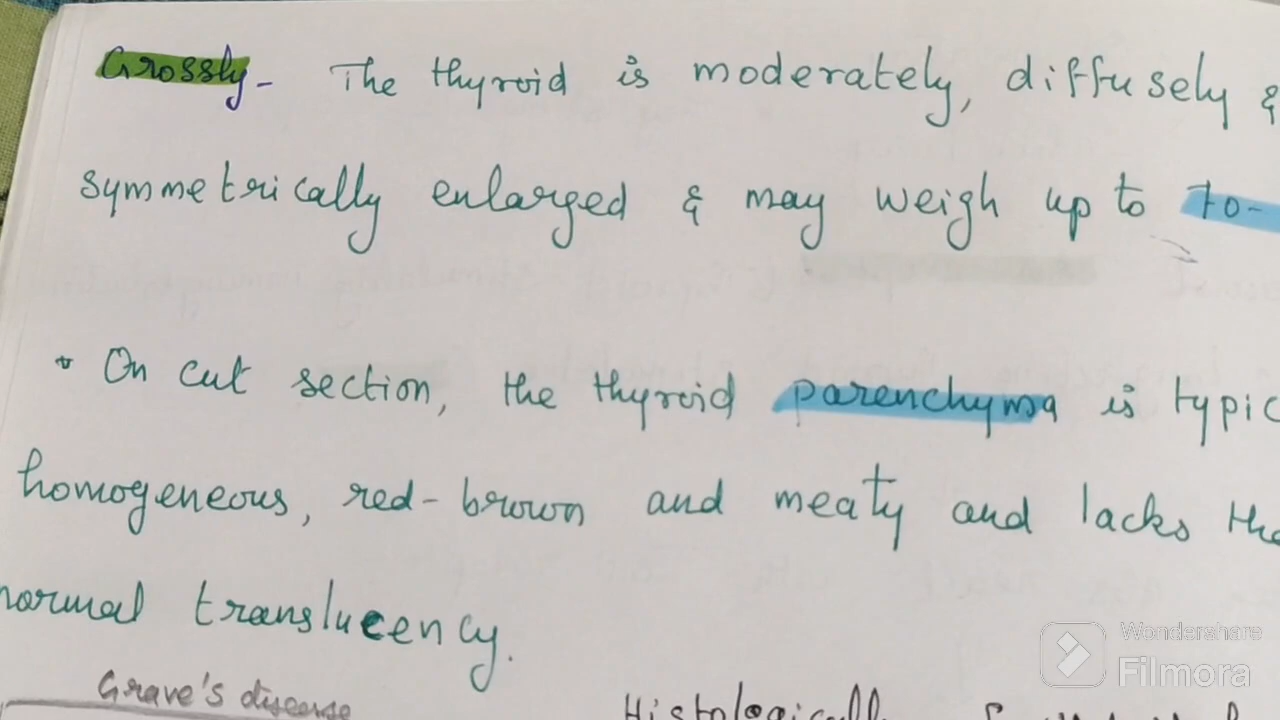 Grossly- The thyroid is moderately, diffusely &
symmetrically enlarged & may weigh up to 70-
* On cut section, the thyroid parenchyma is typic
homogeneous, red-brown and meaty and lacks the
normal translucency.
Grave's disease
Histologically
Wondershare
Filmora